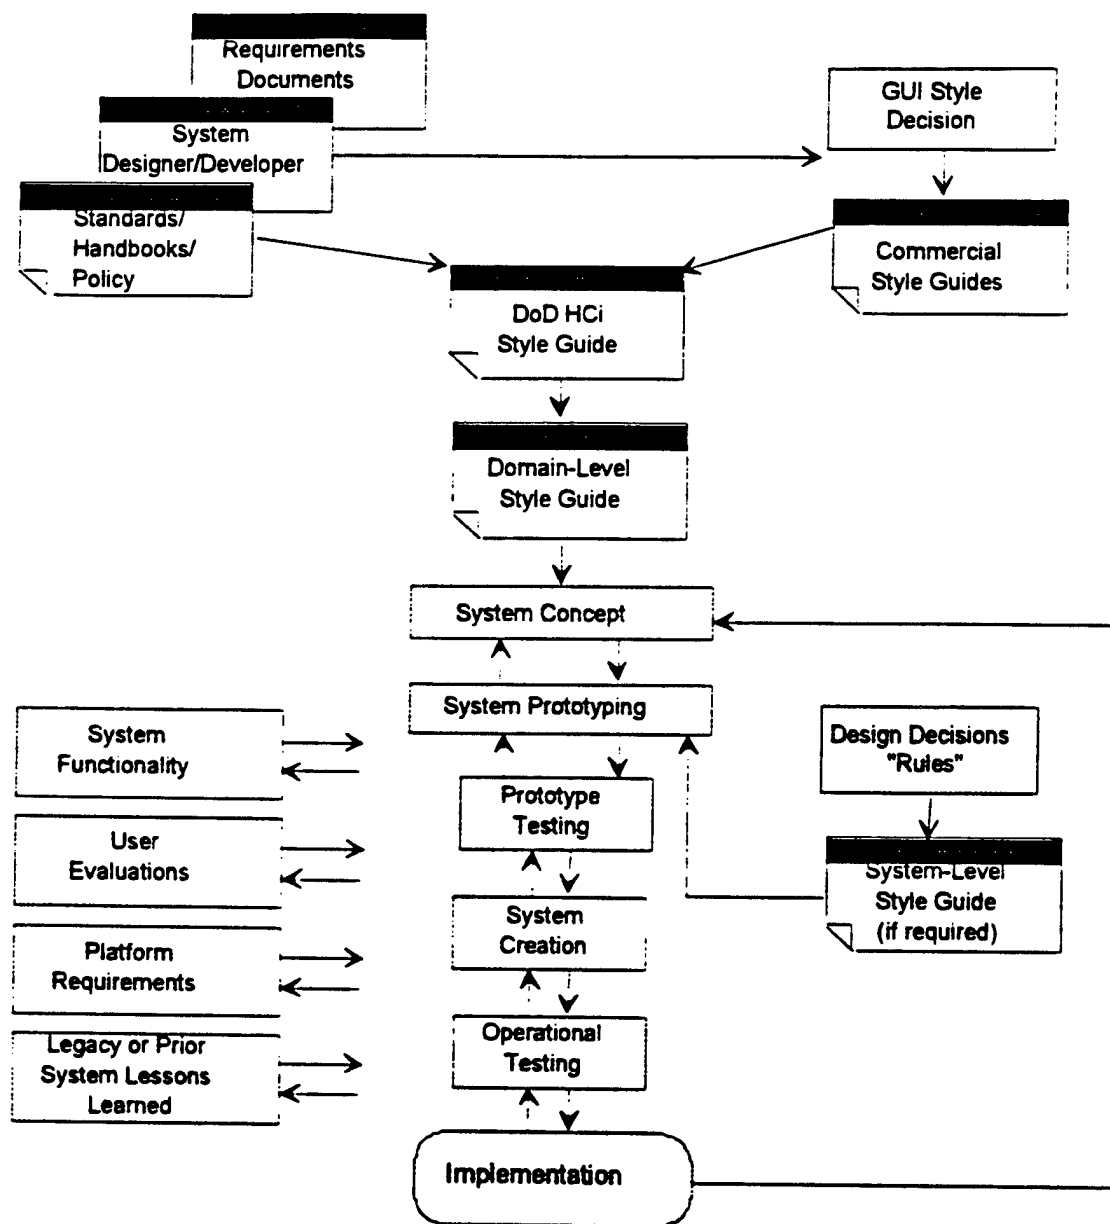 Requirements
Documents
System
Designer/Developer
Standards/
Handbooks/
Policy
GUI Style
Decision
Commercial
Style Guides
DoD HCi
Style Guide
Domain-Level
Style Guide
System Concept
System Prototyping
System
Functionality
Design Decisions
"Rules"
Prototype
Testing
User
Evaluations
System-Level
Style Guide
(if required)
System
Creation
Platform
Requirements
Operational
Testing
Legacy or Prior
System Lessons
Learned
Implementation